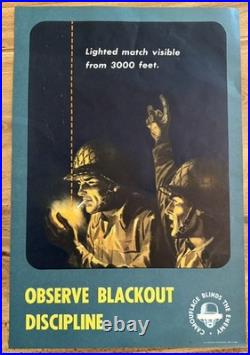 Lighted match visible
from 3000 feet.
OBSERVE BLACKOUT
DISCIPLINE
CAMOUFLAGE BLINDS THE ENEMY